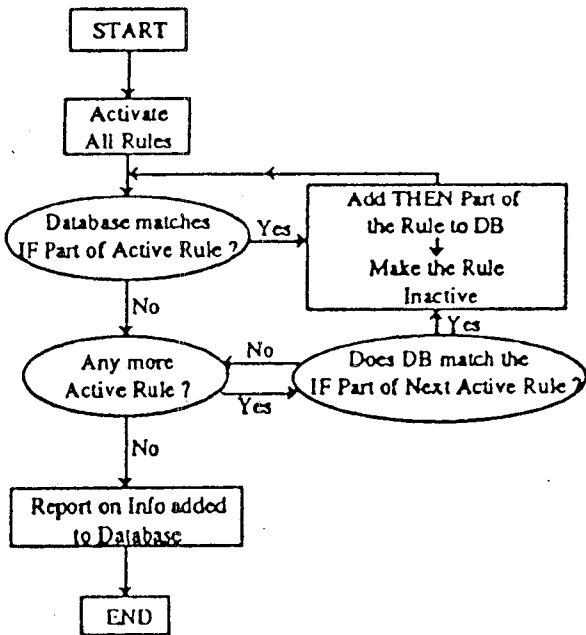 START
Activate
All Rules
Database matches
IF Part of Active Rule ?
Yes
Add THEN Part of
the Rule to DB
Make the Rule
Inactive
No
Yes
Any more
Active Rule ?
No
Yes
Does DB match the
IF Part of Next Active Rule ?
No
Report on Info added
to Database
END